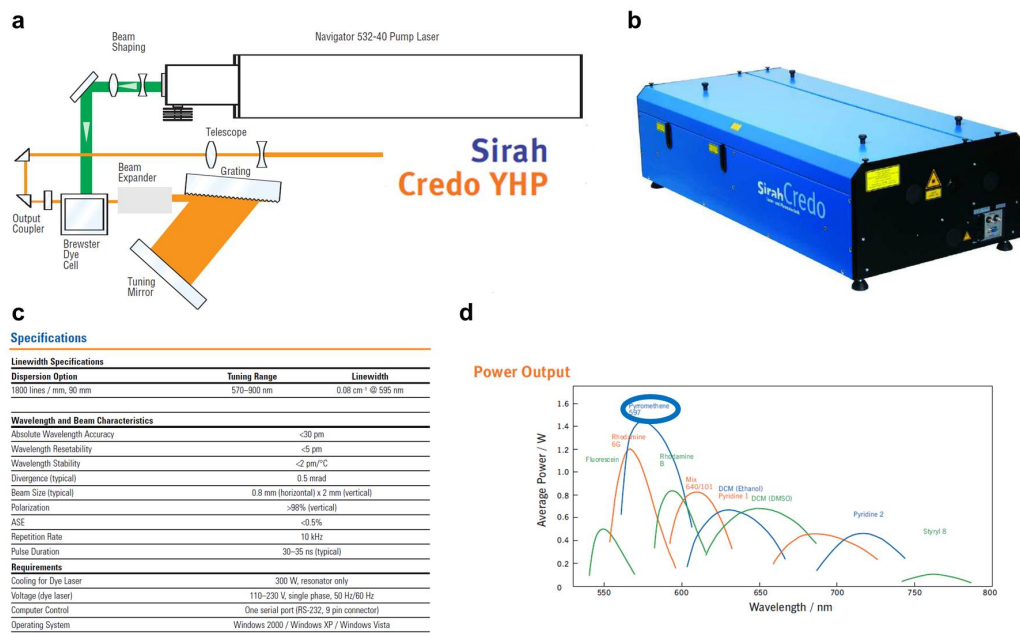 a
Beam
Shaping
Navigator 532-40 Pump Laser
Telescope
Beam
Expander
Grating
Output
Coupler
Brewster
Dye
Cell
Tuning
Mirror
Sirah
Credo YHP
b
SirahCredo
c
Specifications
Linewidth Specifications
Dispersion Option Tuning Range Linewidth
1800 lines / mm, 90 mm 570–900 nm 0.08 cm⁻¹ @ 595 nm
Wavelength and Beam Characteristics
Absolute Wavelength Accuracy <30 pm
Wavelength Resetability <5 pm
Wavelength Stability <2 pm/°C
Divergence (typical) 0.5 mrad
Beam Size (typical) 0.8 mm (horizontal) x 2 mm (vertical)
Polarization >98% (vertical)
ASE <0.5%
Repetition Rate 10 kHz
Pulse Duration 30–35 ns (typical)
Requirements
Cooling for Dye Laser 300 W, resonator only
Voltage (dye laser) 110–230 V, single phase, 50 Hz/60 Hz
Computer Control One serial port (RS-232, 9 pin connector)
Operating System Windows 2000 / Windows XP / Windows Vista
d
Power Output
Average Power / W
1.6
1.4
1.2
1.0
0.8
0.6
0.4
0.2
0
Pyrromethene
597
Rhodamine
6G
Fluorescein
Rhodamine
B
Mix
640/101
DCM (Ethanol)
Pyridine 1
DCM (DMSO)
Pyridine 2
Styryl 8
550 600 650 700 750 800
Wavelength / nm